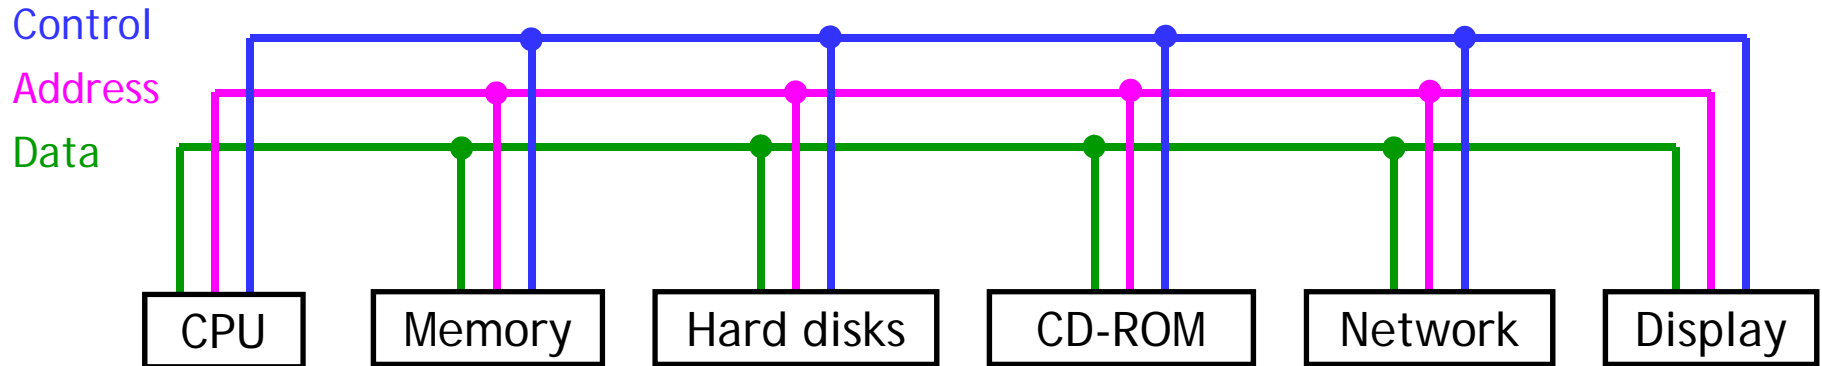 Control
Address
Data
CPU
Memory
Hard disks
CD-ROM
Network
Display